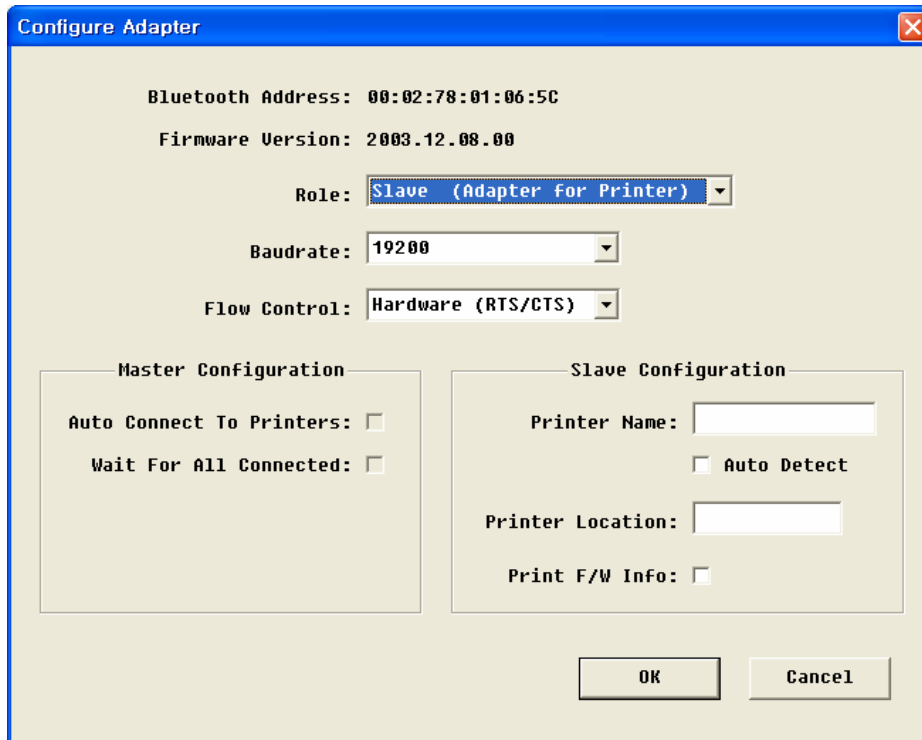 Configure Adapter
Bluetooth Address: 00:02:78:01:06:5C
Firmware Version: 2003.12.08.00
Role: Slave (Adapter for Printer)
Baudrate: 19200
Flow Control: Hardware (RTS/CTS)
Master Configuration
Auto Connect To Printers:
Wait For All Connected:
Slave Configuration
Printer Name:
Auto Detect
Printer Location:
Print F/W Info:
OK
Cancel